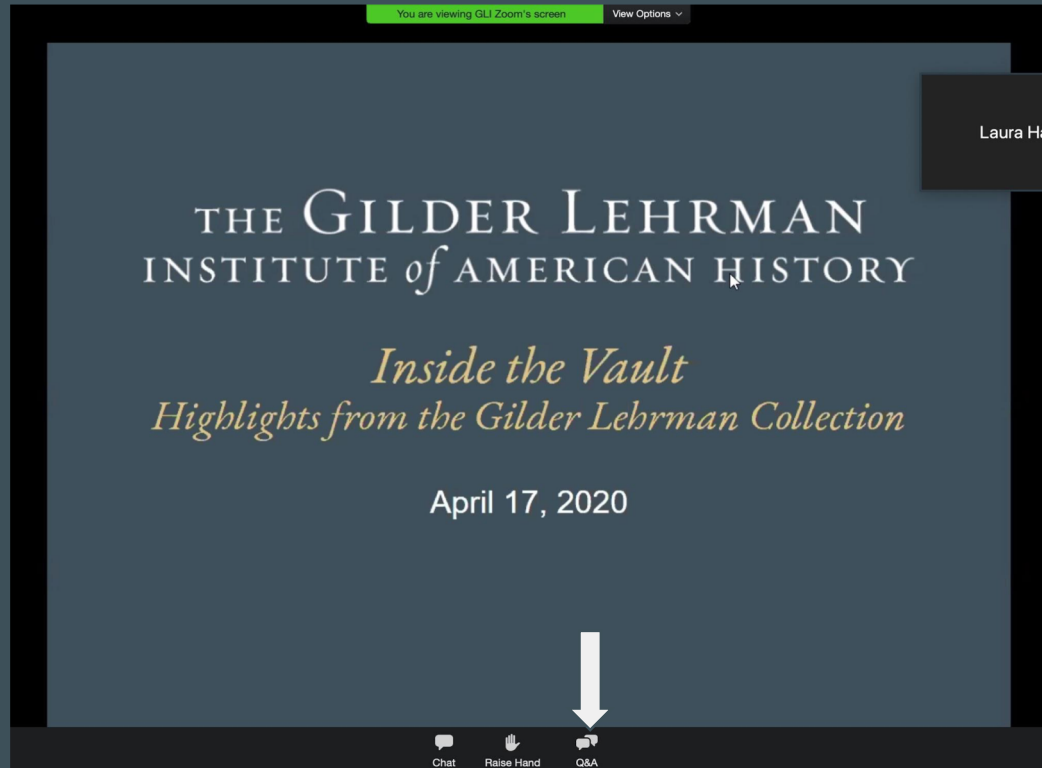 You are viewing GLI Zoom's screen View Options
Laura
THE GILDER LEHRMAN
INSTITUTE of AMERICAN HISTORY
Inside the Vault
Highlights from the Gilder Lehrman Collection
April 17, 2020
Chat Raise Hand Q&A